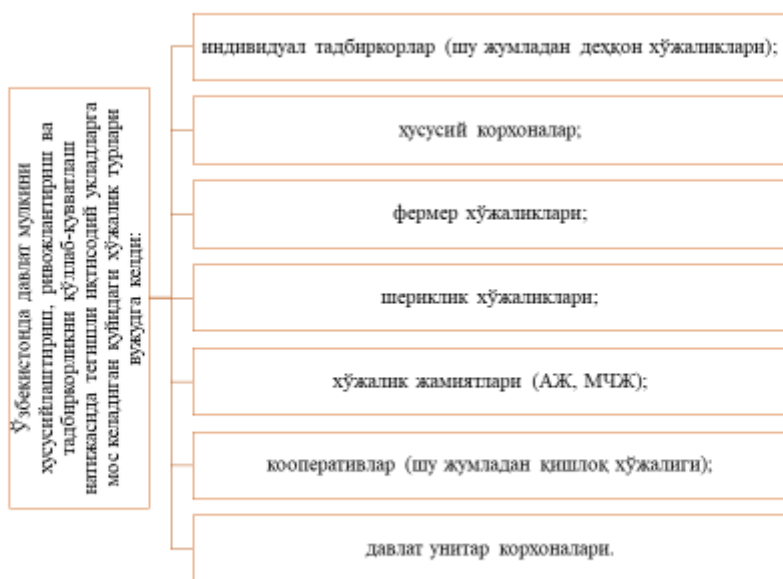 Ўзбекистонда давлат мулкини
хусусийлаштириш, ривожлантириш ва
тадбиркорликни қўллаб-қувватлаш
натижасида тегишли иқтисодий укладларга
мос келадиган қуйидаги хўжалик турлари
вужудга келди:
индивидуал тадбиркорлар (шу жумладан деҳқон хўжаликлари);
хусусий корхоналар;
фермер хўжаликлари;
шериклик хўжаликлари;
хўжалик жамиятлари (АЖ, МЧЖ);
кооперативлар (шу жумладан қишлоқ хўжалиги);
давлат унитар корхоналари.